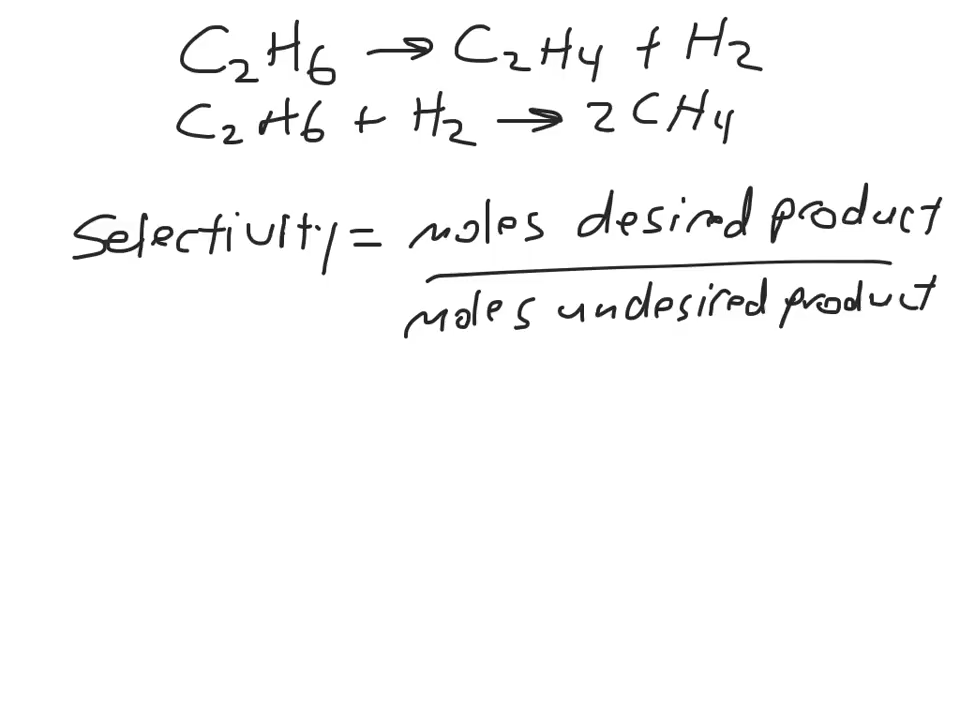 C₂H₆ → C₂H₄ + H₂
C₂H₆ + H₂ → 2CH₄
Selectivity = moles desired product
moles undesired product